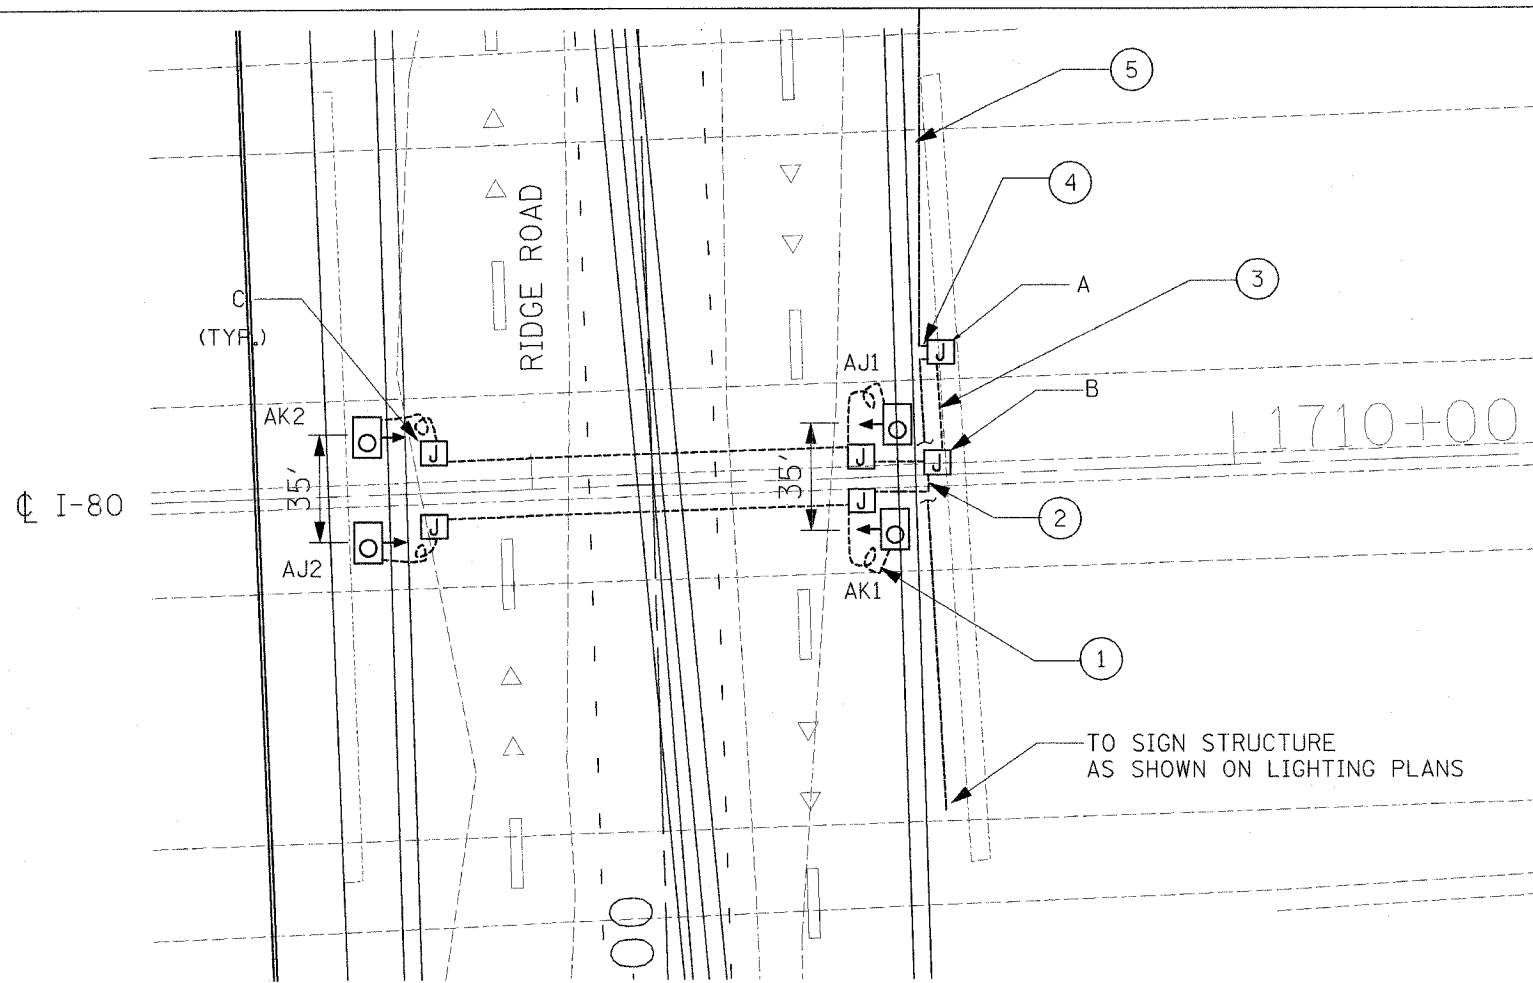 5
4
RIDGE ROAD
3
A
C
(TYP.)
J
AJ1
B
AK2
1710+00
J
J
J
35'
35'
℄ I-80
J
J
2
AJ2
AK1
1
TO SIGN STRUCTURE
AS SHOWN ON LIGHTING PLANS
00